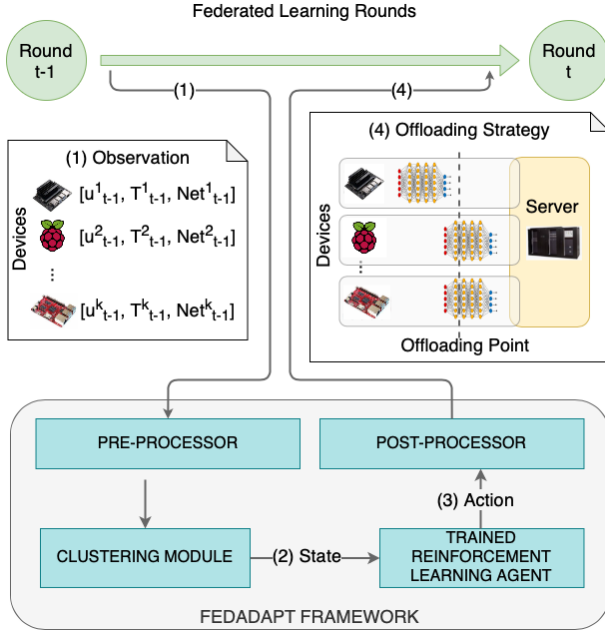 Federated Learning Rounds
Round
t-1
Round
t
(1)
(4)
(1) Observation
Devices
[u¹ₜ₋₁, T¹ₜ₋₁, Net¹ₜ₋₁]
[u²ₜ₋₁, T²ₜ₋₁, Net²ₜ₋₁]
...
[uᵏₜ₋₁, Tᵏₜ₋₁, Netᵏₜ₋₁]
(4) Offloading Strategy
Devices
Server
...
Offloading Point
PRE-PROCESSOR
POST-PROCESSOR
(3) Action
CLUSTERING MODULE
(2) State
TRAINED
REINFORCEMENT
LEARNING AGENT
FEDADAPT FRAMEWORK